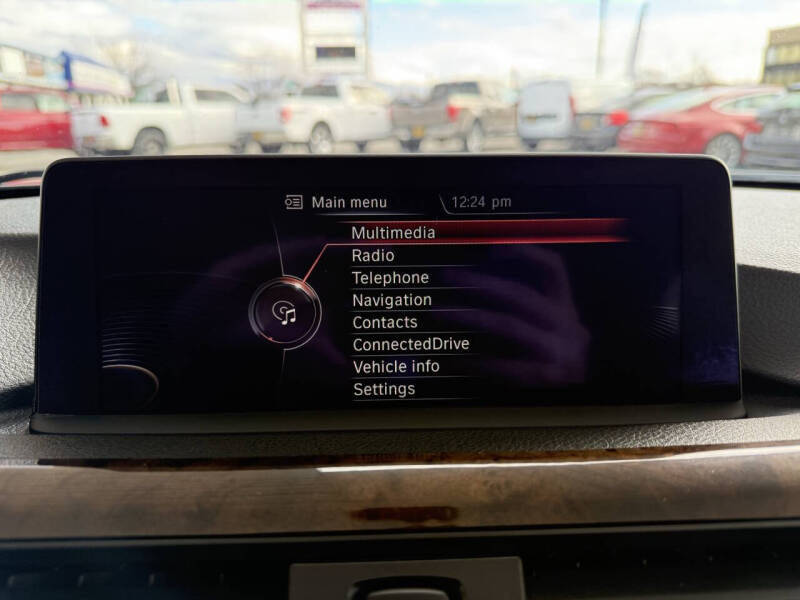 Main menu
12:24 pm
Multimedia
Radio
Telephone
Navigation
Contacts
ConnectedDrive
Vehicle info
Settings